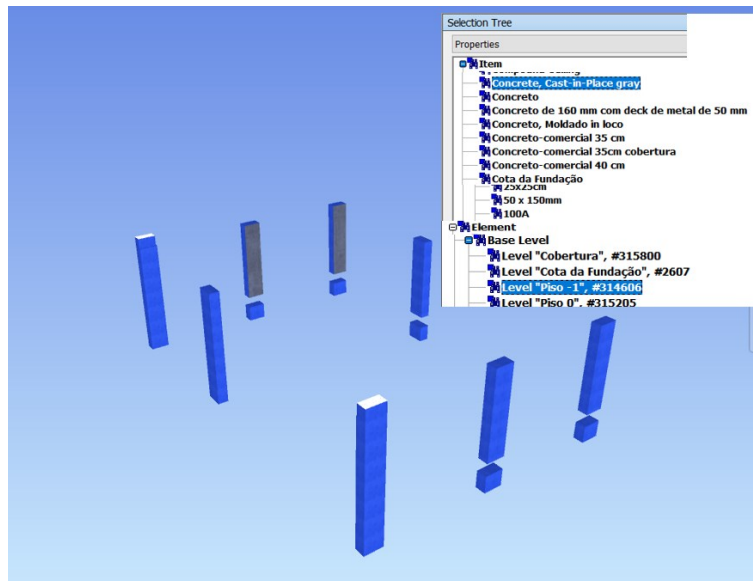 Selection Tree
Properties
Item
Compound Ceiling
Concrete, Cast-in-Place gray
Concreto
Concreto de 160 mm com deck de metal de 50 mm
Concreto, Moldado in loco
Concreto-comercial 35 cm
Concreto-comercial 35cm cobertura
Concreto-comercial 40 cm
Cota da Fundação
25x25cm
50 x 150mm
100A
Element
Base Level
Level "Cobertura", #315800
Level "Cota da Fundação", #2607
Level "Piso -1", #314606
Level "Piso 0", #315205